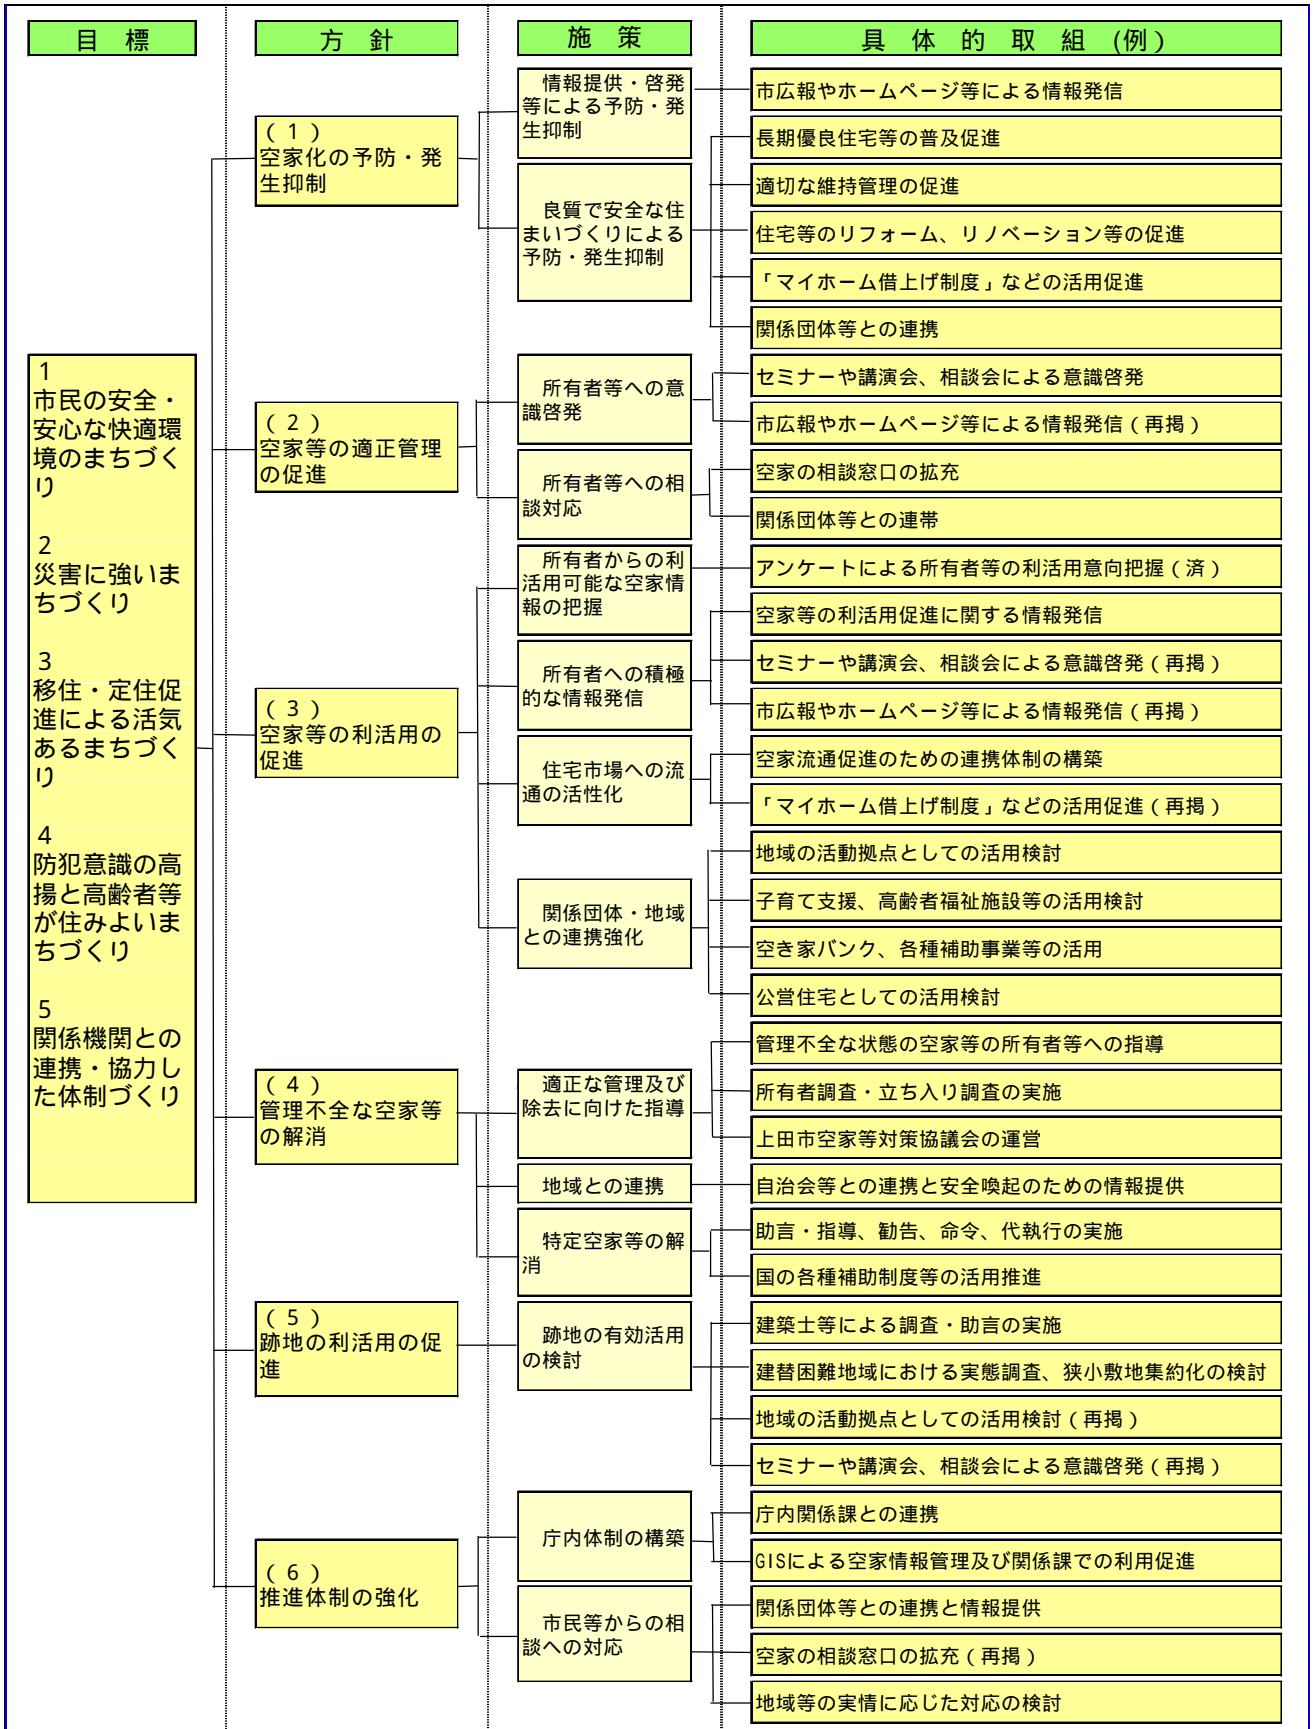 目　標
方　針
施　策
具　体　的　取　組　(例)
1
市民の安全・
安心な快適環
境のまちづく
り
2
災害に強いま
ちづくり
3
移住・定住促
進による活気
あるまちづく
り
4
防犯意識の高
揚と高齢者等
が住みよいま
ちづくり
5
関係機関との
連携・協力し
た体制づくり
(1)
空家化の予防・発
生抑制
情報提供・啓発
等による予防・発
生抑制
市広報やホームページ等による情報発信
良質で安全な住
まいづくりによる
予防・発生抑制
長期優良住宅等の普及促進
適切な維持管理の促進
住宅等のリフォーム、リノベーション等の促進
「マイホーム借上げ制度」などの活用促進
関係団体等との連携
(2)
空家等の適正管理
の促進
所有者等への意
識啓発
セミナーや講演会、相談会による意識啓発
市広報やホームページ等による情報発信(再掲)
所有者等への相
談対応
空家の相談窓口の拡充
関係団体等との連帯
(3)
空家等の利活用の
促進
所有者からの利
活用可能な空家情
報の把握
アンケートによる所有者等の利活用意向把握(済)
所有者への積極
的な情報発信
空家等の利活用促進に関する情報発信
セミナーや講演会、相談会による意識啓発(再掲)
市広報やホームページ等による情報発信(再掲)
住宅市場への流
通の活性化
空家流通促進のための連携体制の構築
「マイホーム借上げ制度」などの活用促進(再掲)
関係団体・地域
との連携強化
地域の活動拠点としての活用検討
子育て支援、高齢者福祉施設等の活用検討
空き家バンク、各種補助事業等の活用
公営住宅としての活用検討
(4)
管理不全な空家等
の解消
適正な管理及び
除去に向けた指導
管理不全な状態の空家等の所有者等への指導
所有者調査・立ち入り調査の実施
上田市空家等対策協議会の運営
地域との連携
自治会等との連携と安全喚起のための情報提供
特定空家等の解
消
助言・指導、勧告、命令、代執行の実施
国の各種補助制度等の活用推進
(5)
跡地の利活用の促
進
跡地の有効活用
の検討
建築士等による調査・助言の実施
建替困難地域における実態調査、狭小敷地集約化の検討
地域の活動拠点としての活用検討(再掲)
セミナーや講演会、相談会による意識啓発(再掲)
(6)
推進体制の強化
庁内体制の構築
庁内関係課との連携
GISによる空家情報管理及び関係課での利用促進
市民等からの相
談への対応
関係団体等との連携と情報提供
空家の相談窓口の拡充(再掲)
地域等の実情に応じた対応の検討